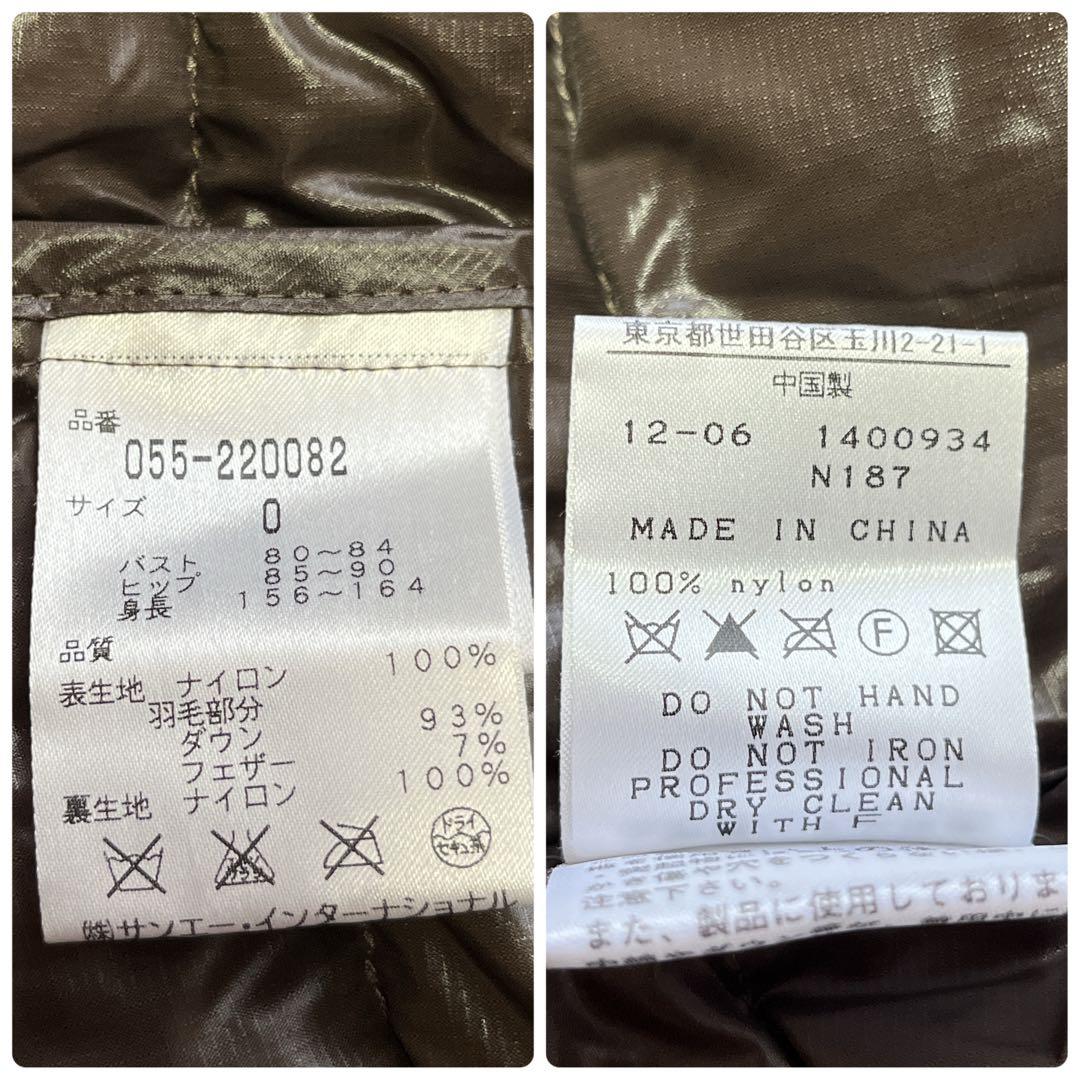 品番
055-220082
サイズ
0
バスト 80～84
ヒップ 85～90
身長 156～164
品質
表生地 ナイロン 100%
羽毛部分
ダウン 93%
フェザー 7%
裏生地 ナイロン 100%
エンソサラシ
ドライ
セキユ系
㈱サンエー・インターナショナル
東京都世田谷区玉川2-21-1
中国製
12-06 1400934
N187
MADE IN CHINA
100% nylon
F
DO NOT HAND
WASH
DO NOT IRON
PROFESSIONAL
DRY CLEAN
WITH F
注意下さい。
また、製品に使用しておりま